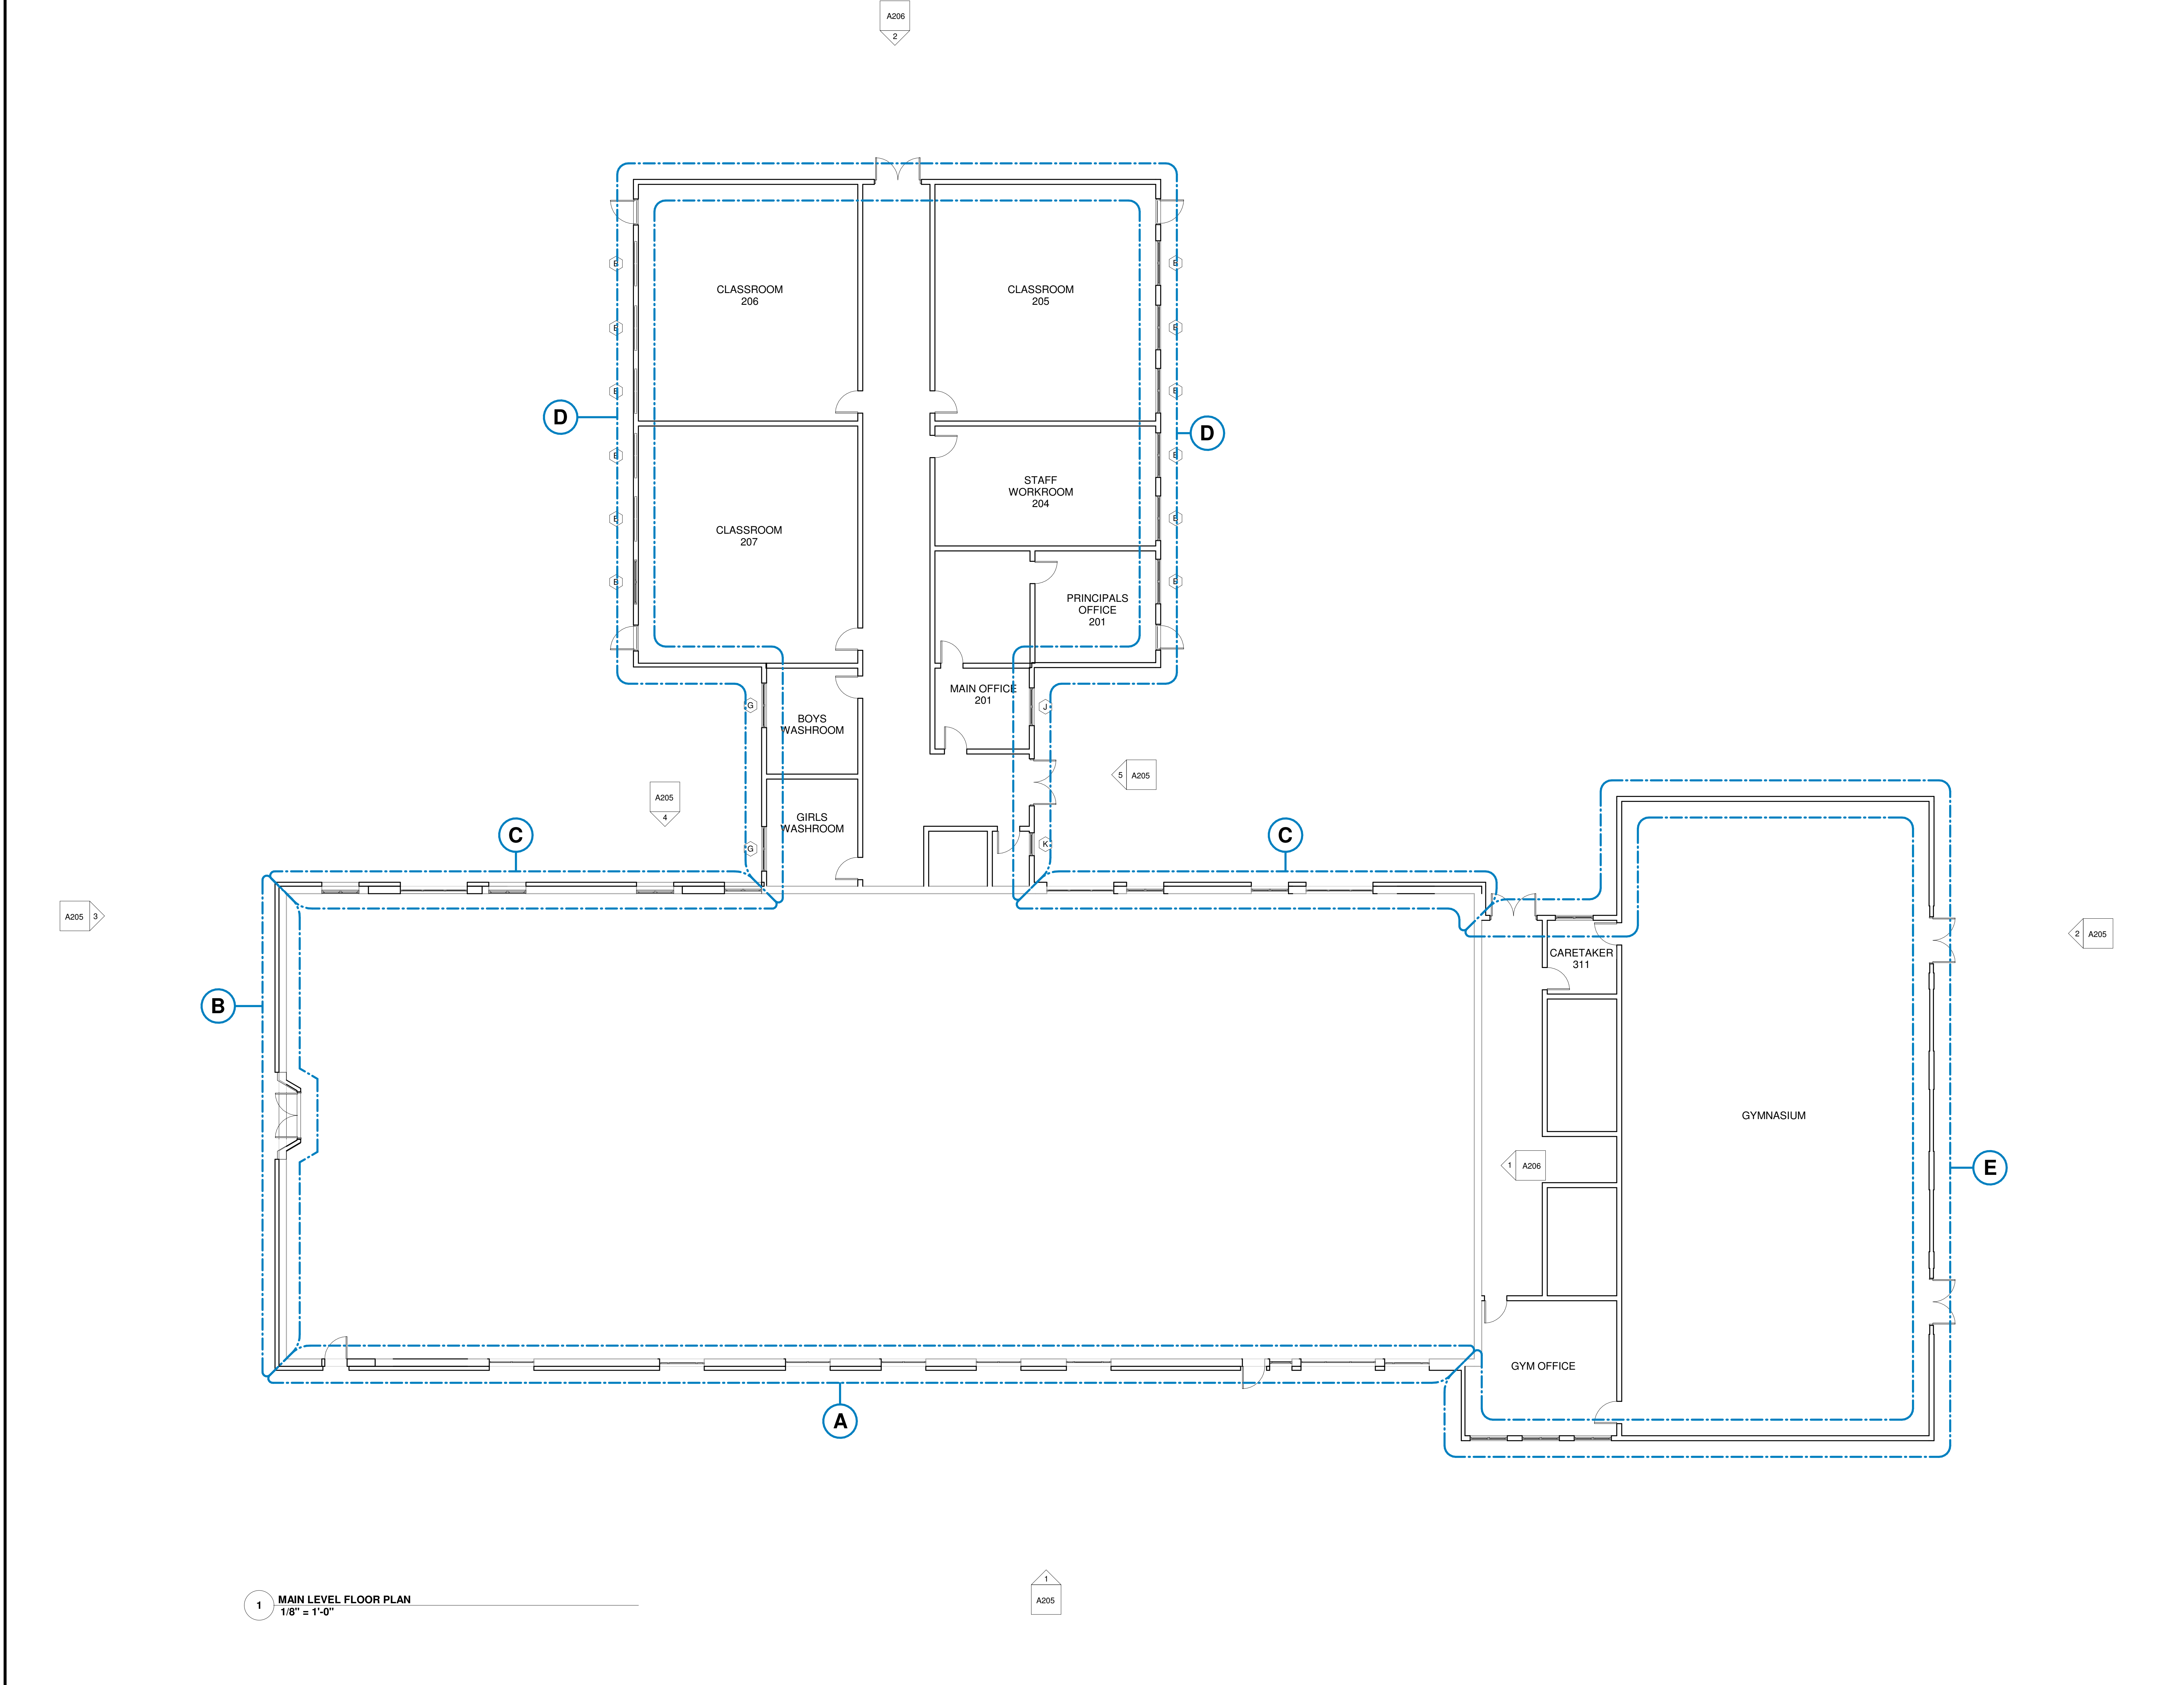 A206
2
B
B
CLASSROOM
206
CLASSROOM
205
B
B
B
B
D
D
B
B
STAFF
WORKROOM
204
B
B
CLASSROOM
207
B
B
PRINCIPALS
OFFICE
201
MAIN OFFICE
201
G
J
BOYS
WASHROOM
5 A205
A205
4
GIRLS
WASHROOM
C
C
G
K
A205 3
2 A205
CARETAKER
311
B
GYMNASIUM
1 A206
E
GYM OFFICE
A
1
A205
1 MAIN LEVEL FLOOR PLAN
1/8" = 1'-0"